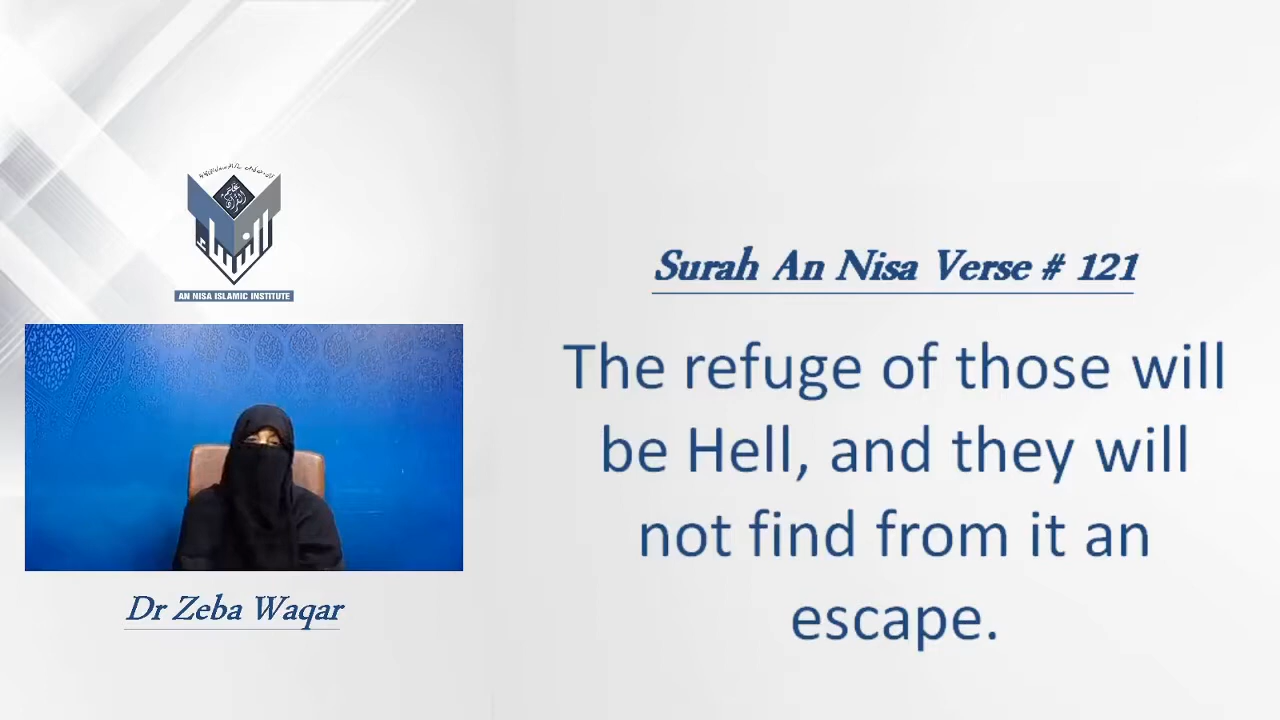 النساء
AN NISA ISLAMIC INSTITUTE
Dr Zeba Waqar
Surah An Nisa Verse # 121
The refuge of those will
be Hell, and they will
not find from it an
escape.